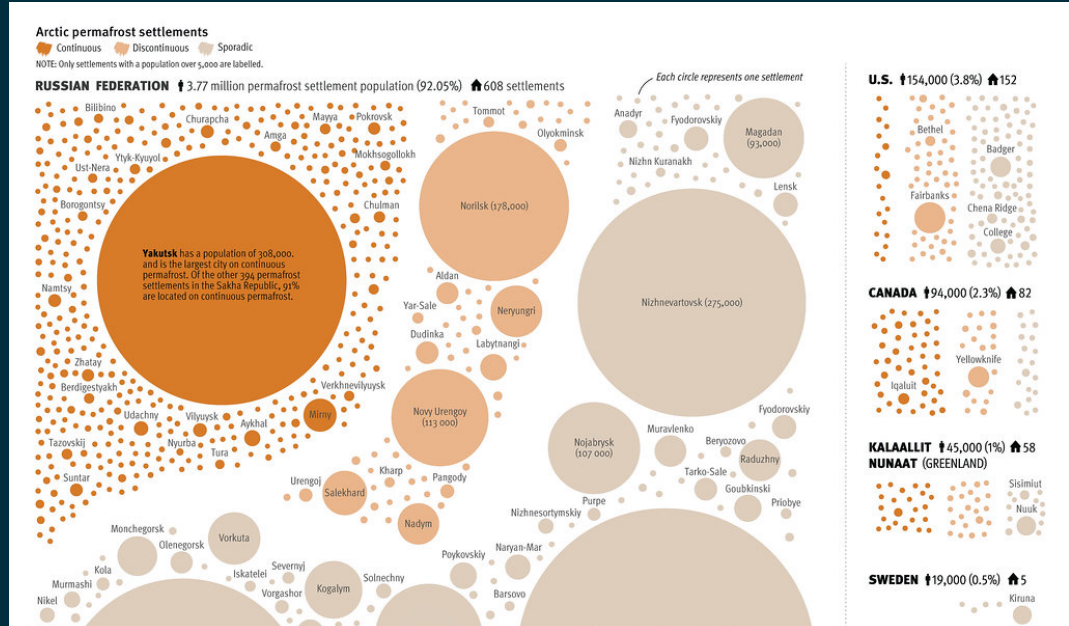 Arctic permafrost settlements
Continuous Discontinuous Sporadic
NOTE: Only settlements with a population over 5,000 are labelled.
RUSSIAN FEDERATION 3.77 million permafrost settlement population (92.05%) 608 settlements
Each circle represents one settlement
Bilibino
Churapcha
Mayya
Pokrovsk
Amga
Ytyk-Kyuyol
Ust-Nera
Mokhsogollokh
Borogontsy
Chulman
Yakutsk has a population of 308,000.
and is the largest city on continuous
permafrost. Of the other 394 permafrost
settlements in the Sakha Republic, 91%
are located on continuous permafrost.
Namtsy
Zhatay
Berdigestyakh
Verkhnevilyuysk
Udachny
Vilyuysk
Aykhal
Mirny
Tazovskij
Nyurba
Tura
Suntar
Tommot
Olyokminsk
Norilsk (178,000)
Aldan
Yar-Sale
Neryungri
Dudinka
Labytnangi
Novy Urengoy
(113 000)
Kharp
Urengoj
Salekhard
Pangody
Nadym
Anadyr
Fyodorovskiy
Magadan
(93,000)
Nizhn Kuranakh
Lensk
Nizhnevartovsk (275,000)
Fyodorovskiy
Nojabrysk
(107 000)
Muravlenko
Beryozovo
Raduzhny
Tarko-Sale
Goubkinski
Priobye
Purpe
Nizhnesortymskiy
Monchegorsk
Olenegorsk
Vorkuta
Kola
Iskatelei
Severnyj
Murmashi
Vorgashor
Kogalym
Solnechny
Nikel
Poykovskiy
Naryan-Mar
Barsovo
U.S. 154,000 (3.8%) 152
Bethel
Badger
Fairbanks
Chena Ridge
College
CANADA 94,000 (2.3%) 82
Yellowknife
Iqaluit
KALAALLIT 45,000 (1%) 58
NUNAAT (GREENLAND)
Sisimiut
Nuuk
SWEDEN 19,000 (0.5%) 5
Kiruna